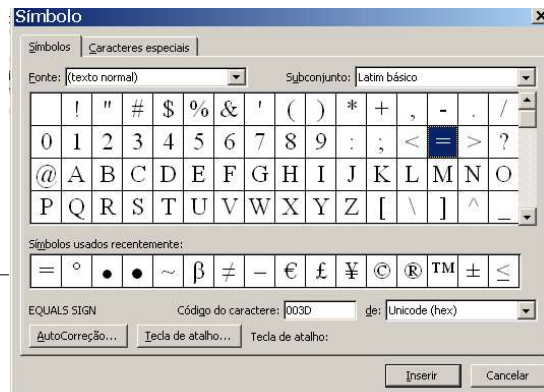 Símbolo
Símbolos Caracteres especiais
Fonte: (texto normal) Subconjunto: Latim básico
! " # $ % & ' ( ) * + , - . /
0 1 2 3 4 5 6 7 8 9 : ; < = > ?
@ A B C D E F G H I J K L M N O
P Q R S T U V W X Y Z [ \ ] ^ _
Símbolos usados recentemente:
= ° ● ● ~ β ≠ – € £ ¥ © ® ™ ± ≤
EQUALS SIGN Código do caractere: 003D de: Unicode (hex)
AutoCorreção... Tecla de atalho... Tecla de atalho:
Inserir Cancelar